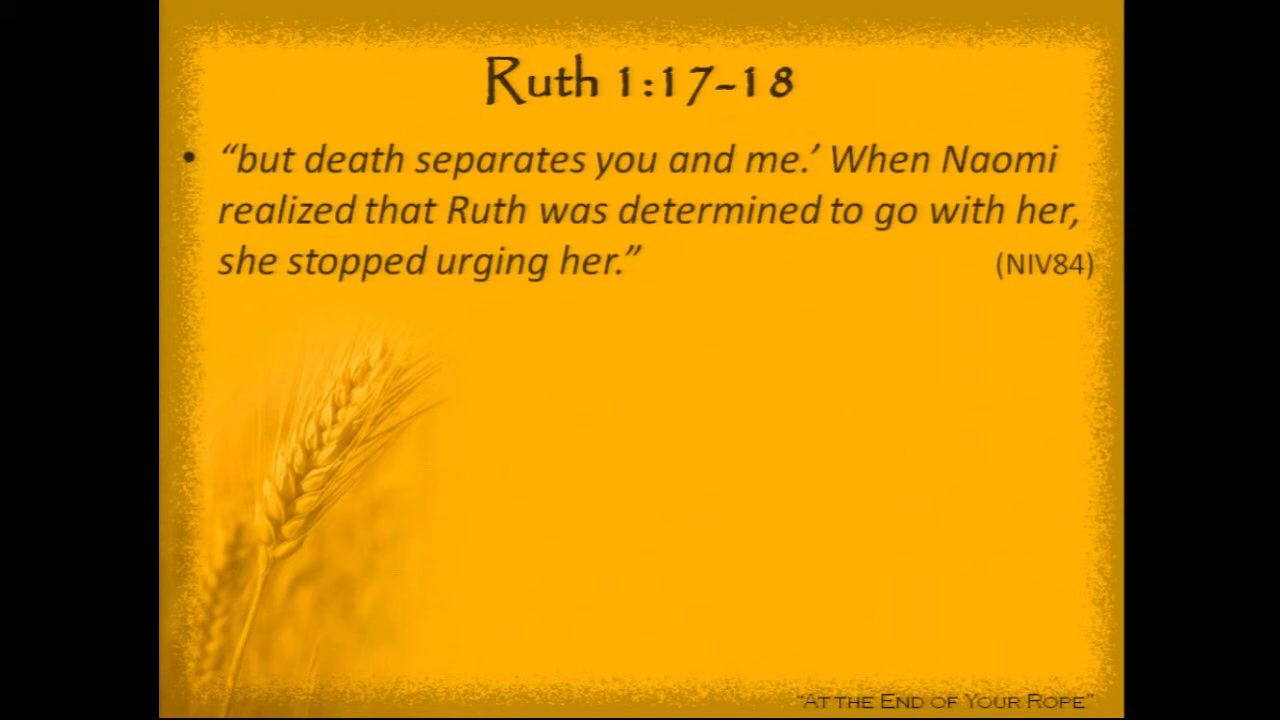 Ruth 1:17-18
• “but death separates you and me.’ When Naomi
realized that Ruth was determined to go with her,
she stopped urging her.” (NIV84)
“At the End of Your Rope”